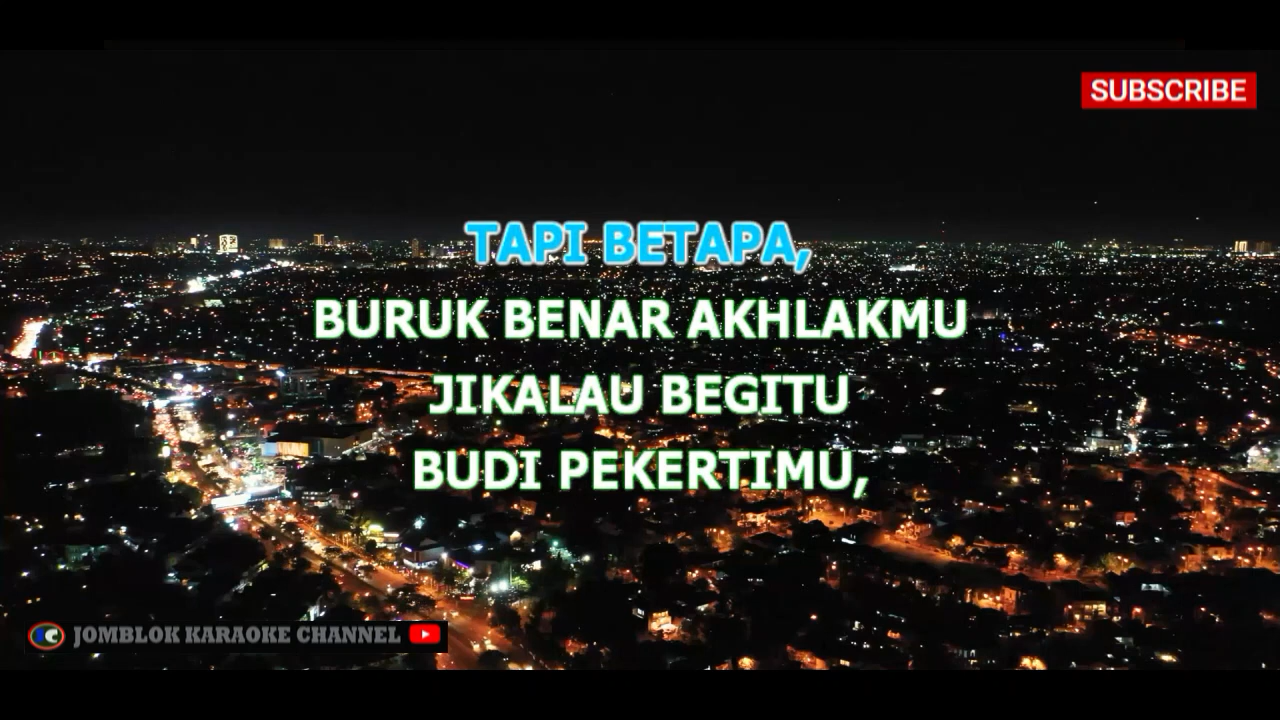 SUBSCRIBE
TAPI BETAPA,
BURUK BENAR AKHLAKMU
JIKALAU BEGITU
BUDI PEKERTIMU,
JOMBLOK KARAOKE CHANNEL